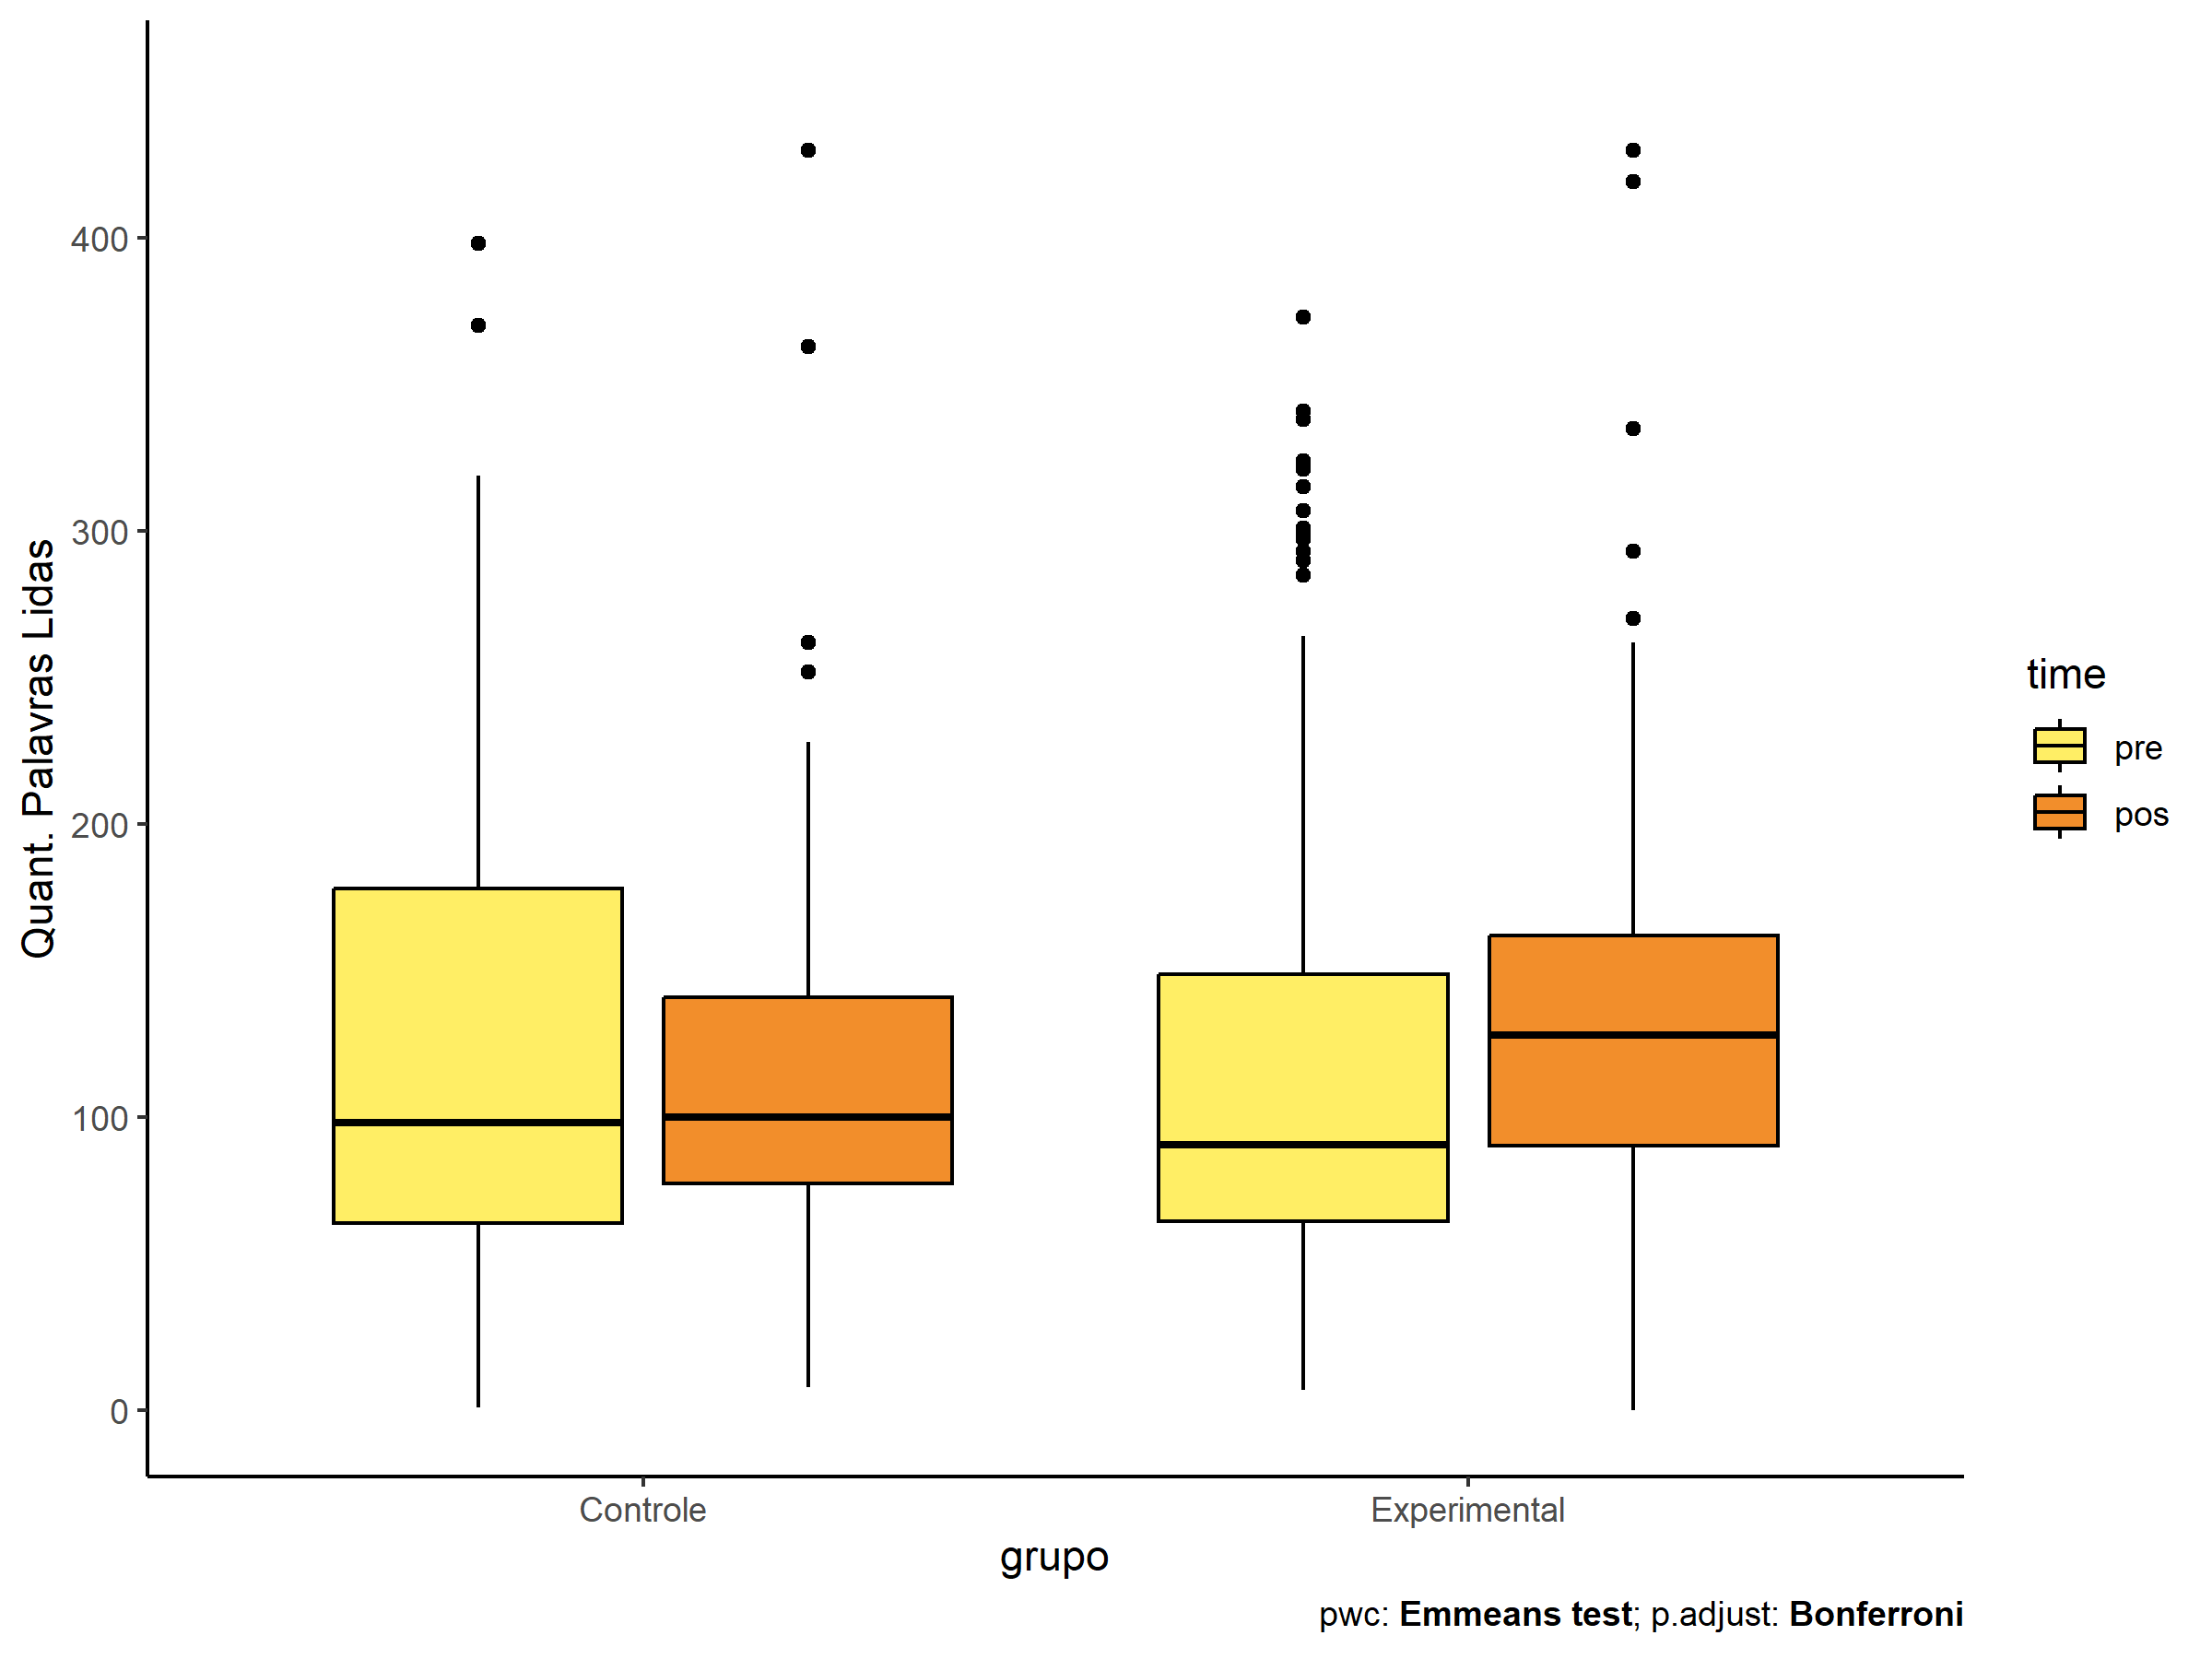 Quant. Palavras Lidas
400
300
200
100
0
Controle
Experimental
grupo
time
pre
pos
pwc: Emmeans test; p.adjust: Bonferroni